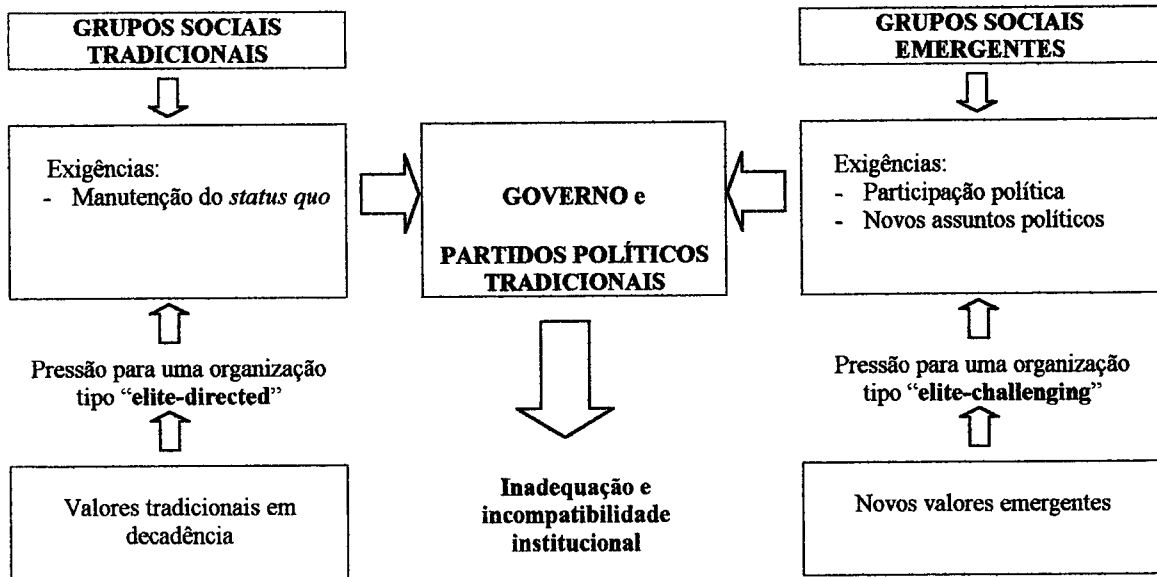 GRUPOS SOCIAIS
TRADICIONAIS
Exigências:
- Manutenção do status quo
Pressão para uma organização
tipo “elite-directed”
Valores tradicionais em
decadência
GOVERNO e
PARTIDOS POLÍTICOS
TRADICIONAIS
Inadequação e
incompatibilidade
institucional
GRUPOS SOCIAIS
EMERGENTES
Exigências:
- Participação política
- Novos assuntos políticos
Pressão para uma organização
tipo “elite-challenging”
Novos valores emergentes